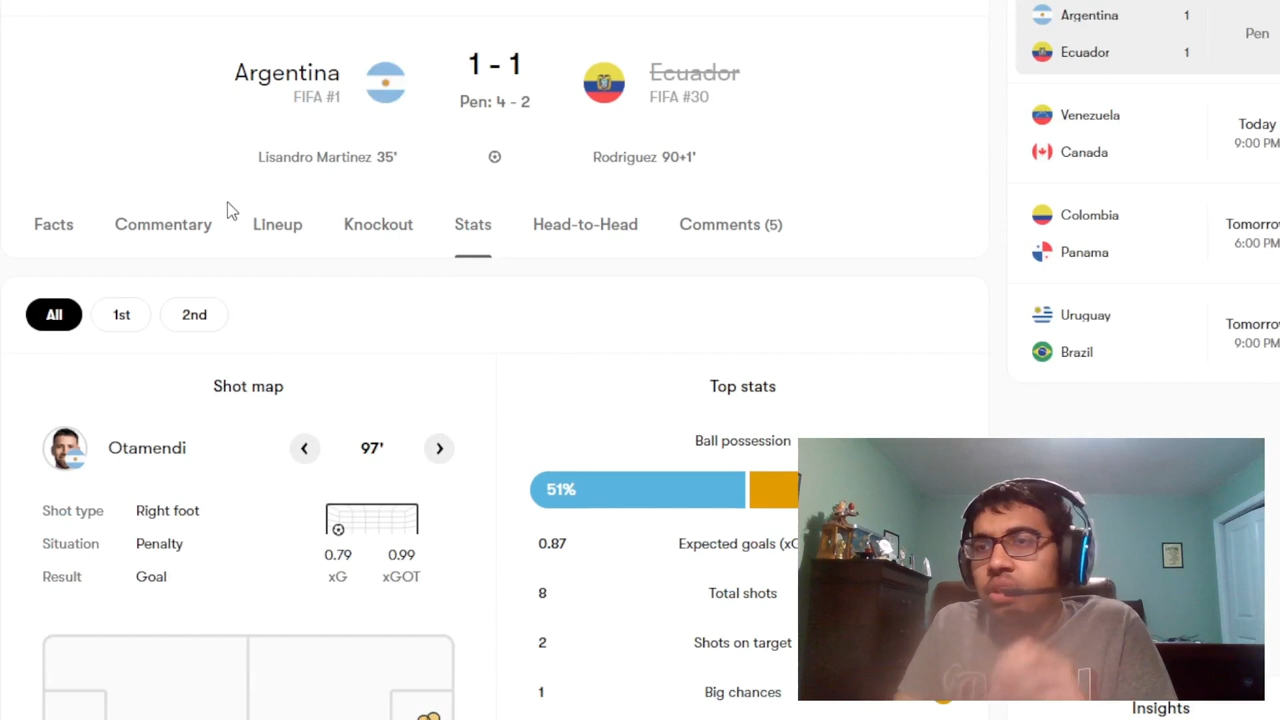 Argentina
FIFA #1
1 - 1
Pen: 4 - 2
Ecuador
FIFA #30
Lisandro Martinez 35'
Rodriguez 90+1'
Facts Commentary Lineup Knockout Stats Head-to-Head Comments (5)
All 1st 2nd
Shot map
Otamendi 97'
Shot type Right foot
Situation Penalty
Result Goal
0.79 0.99
xG xGOT
Top stats
Ball possession
51%
0.87 Expected goals (xG
8 Total shots
2 Shots on target
1 Big chances
Argentina 1
Ecuador 1
Pen
Venezuela
Canada
Today
9:00 PM
Colombia
Panama
Tomorro
6:00 PM
Uruguay
Brazil
Tomorro
9:00 PM
Insights